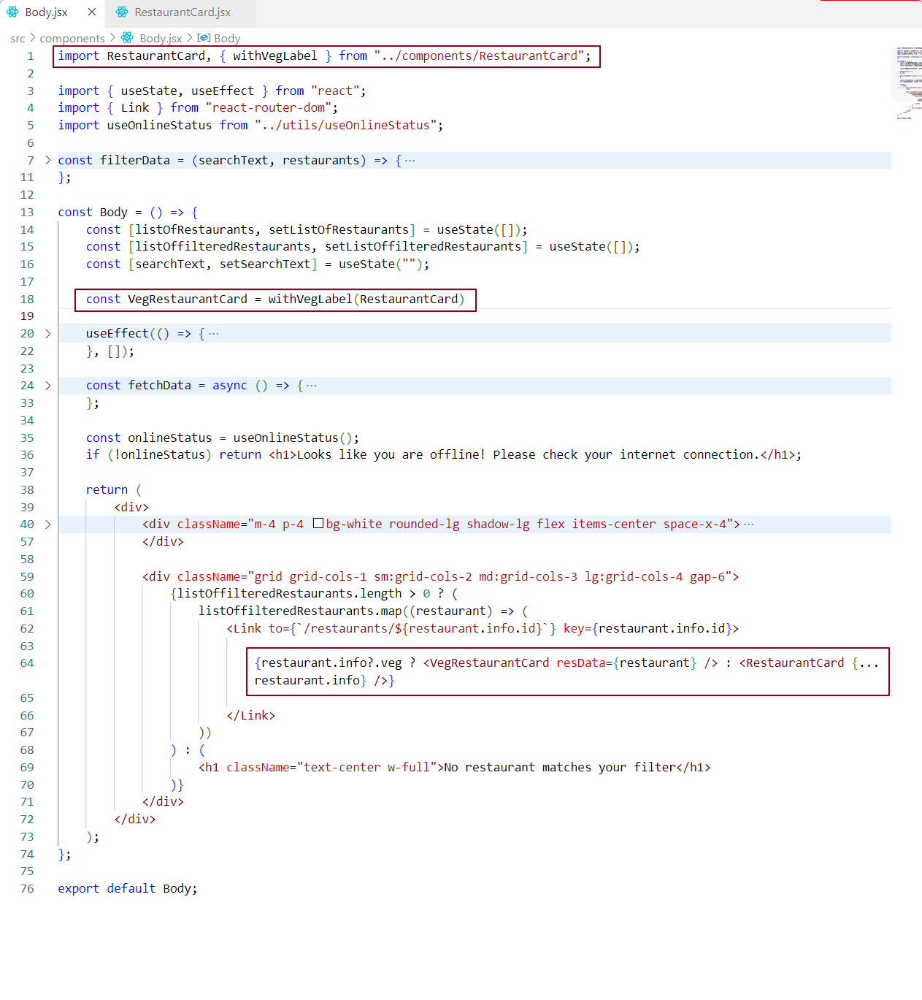 Body.jsx × RestaurantCard.jsx
src > components > Body.jsx > Body
1 import RestaurantCard, { withVegLabel } from "../components/RestaurantCard";
2
3 import { useState, useEffect } from "react";
4 import { Link } from "react-router-dom";
5 import useOnlineStatus from "../utils/useOnlineStatus";
6
7 > const filterData = (searchText, restaurants) => { ···
11 };
12
13 const Body = () => {
14 const [listOfRestaurants, setListOfRestaurants] = useState([]);
15 const [listOffilteredRestaurants, setListOffilteredRestaurants] = useState([]);
16 const [searchText, setSearchText] = useState("");
17
18 const VegRestaurantCard = withVegLabel(RestaurantCard)
19
20 > useEffect(() => { ···
22 }, []);
23
24 > const fetchData = async () => { ···
33 };
34
35 const onlineStatus = useOnlineStatus();
36 if (!onlineStatus) return <h1>Looks like you are offline! Please check your internet connection.</h1>;
37
38 return (
39 <div>
40 > <div className="m-4 p-4 bg-white rounded-lg shadow-lg flex items-center space-x-4"> ···
57 </div>
58
59 <div className="grid grid-cols-1 sm:grid-cols-2 md:grid-cols-3 lg:grid-cols-4 gap-6">
60 {listOffilteredRestaurants.length > 0 ? (
61 listOffilteredRestaurants.map((restaurant) => (
62 <Link to={`/restaurants/${restaurant.info.id}`} key={restaurant.info.id}>
63
64 {restaurant.info?.veg ? <VegRestaurantCard resData={restaurant} /> : <RestaurantCard {...
restaurant.info} />}
65
66 </Link>
67 ))
68 ) : (
69 <h1 className="text-center w-full">No restaurant matches your filter</h1>
70 )}
71 </div>
72 </div>
73 );
74 };
75
76 export default Body;